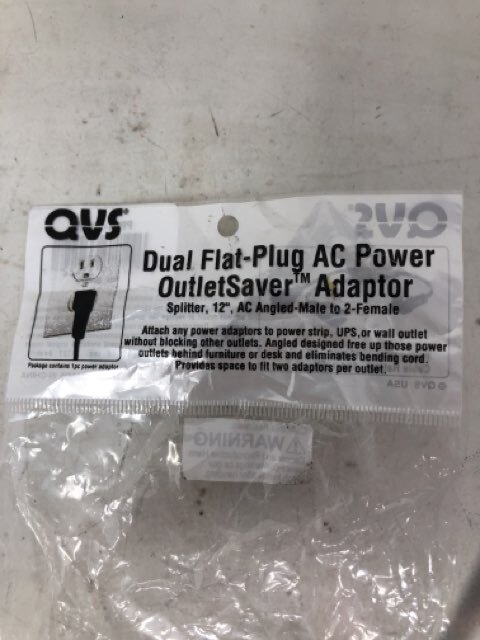 QVS
QVS
Dual Flat-Plug AC Power
OutletSaver™ Adaptor
Splitter, 12", AC Angled-Male to 2-Female
Attach any power adaptors to power strip, UPS, or wall outlet
without blocking other outlets. Angled designed free up those power
outlets behind furniture or desk and eliminates bending cord.
Provides space to fit two adaptors per outlet.
Package contains 1pc power adaptor
© QVS USA
WARNING